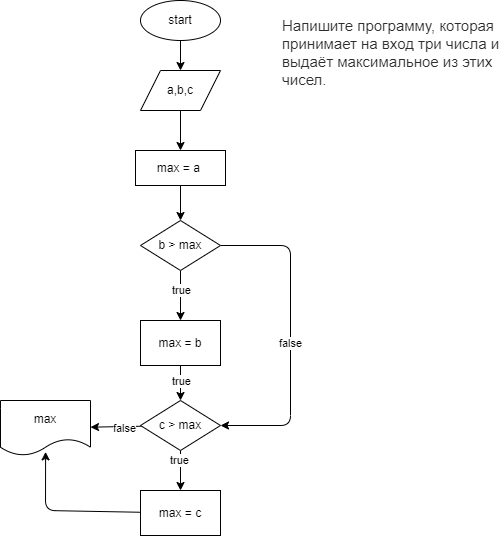 start
Напишите программу, которая
принимает на вход три числа и
выдаёт максимальное из этих
чисел.
a,b,c
max = a
b > max
true
max = b
false
true
max
c > max
false
true
max = c